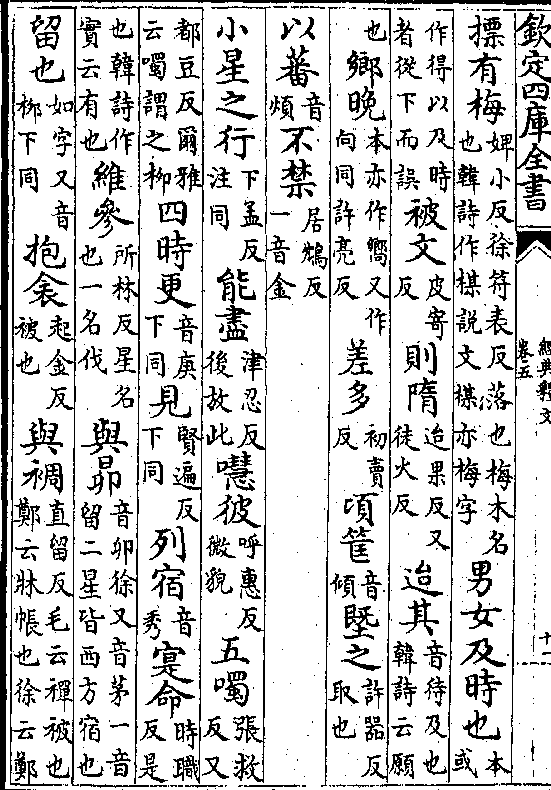 欽定四庫全書
經典釋文
卷五
十一
摽有梅婢小反徐符表反落也梅木名也韓詩作楳說文楳亦梅字男女及時也本或
作得以及時者從下而誤被文皮寄反則隋迨果反又徒火反迨其音待及也韓詩云願
也鄉晚本亦作嚮又作向同許亮反差多初賣反項筐音傾塈之許器反取也
以蕃音煩不禁居鴆反一音金
小星之行下孟反注同能盡津忍反後故此嘒彼呼惠反微貌五噣張救反又
都豆反爾雅云噣謂之柳四時更音庚下同見賢遍反下同列宿音秀寔命時職反是
也韓詩作實云有也維參所林反星名也一名伐與昴音卯徐又音茅一音留二星皆西方宿也
留也如字又音柳下同抱衾起金反被也與裯直留反毛云襌被也鄭云牀帳也徐云鄭